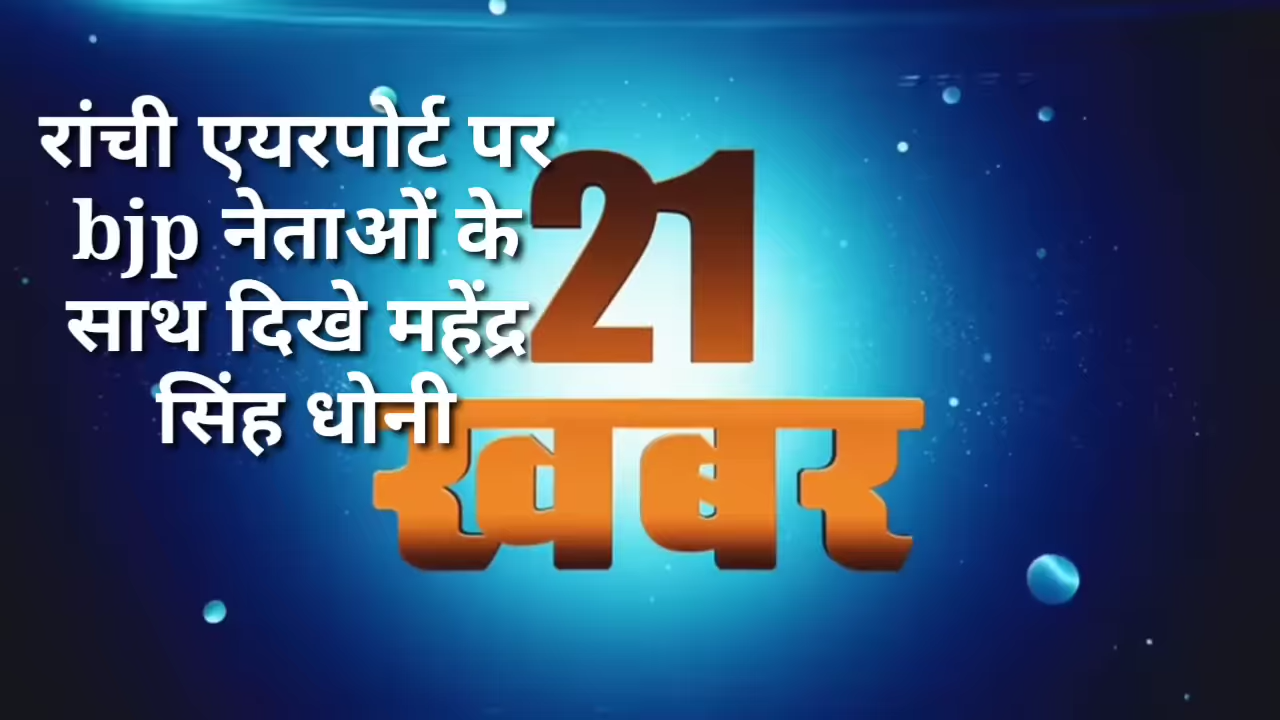 रांची एयरपोर्ट पर
bjp नेताओं के
साथ दिखे महेंद्र
सिंह धोनी
21
खबर